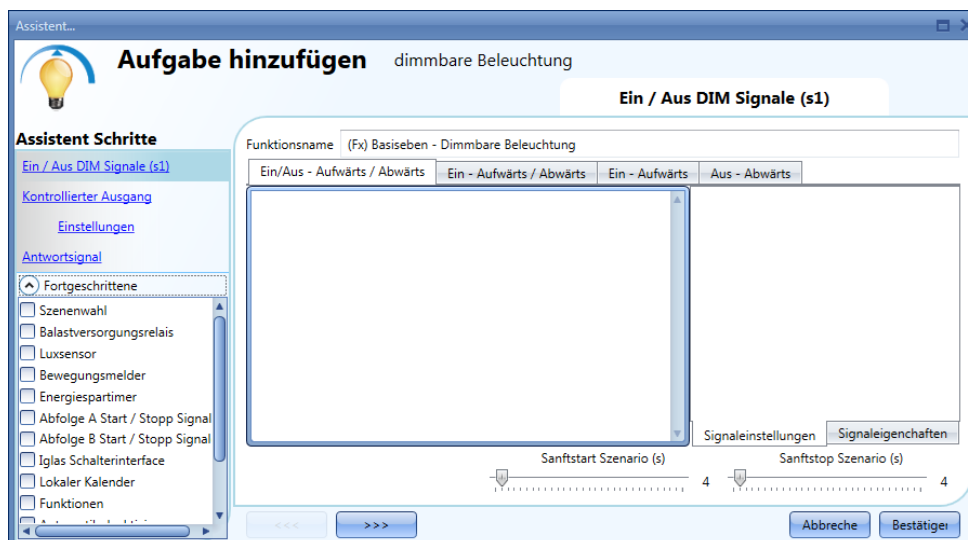 Assistent...
Aufgabe hinzufügen dimmbare Beleuchtung
Ein / Aus DIM Signale (s1)
Assistent Schritte
Ein / Aus DIM Signale (s1)
Kontrollierter Ausgang
Einstellungen
Antwortsignal
Fortgeschrittene
Szenenwahl
Balastversorgungsrelais
Luxsensor
Bewegungsmelder
Energiespartimer
Abfolge A Start / Stopp Signal
Abfolge B Start / Stopp Signal
Iglas Schalterinterface
Lokaler Kalender
Funktionen
Funktionsname (Fx) Basiseben - Dimmbare Beleuchtung
Ein/Aus - Aufwärts / Abwärts Ein - Aufwärts / Abwärts Ein - Aufwärts Aus - Abwärts
Signaleinstellungen Signaleigenchaften
Sanftstart Szenario (s) Sanftstop Szenario (s)
4 4
<<< >>> Abbreche Bestätiger